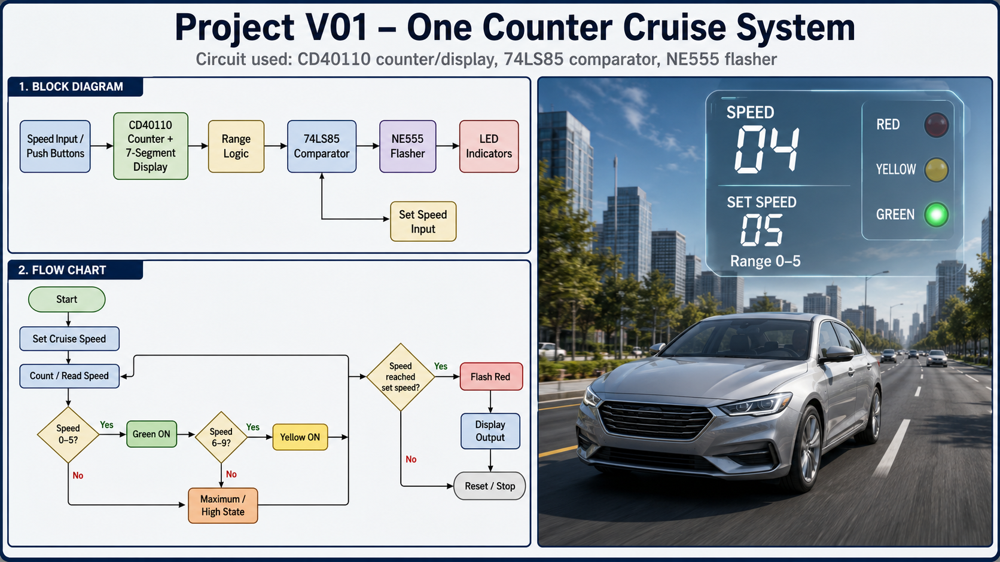 Project V01 – One Counter Cruise System
Circuit used: CD40110 counter/display, 74LS85 comparator, NE555 flasher
1. BLOCK DIAGRAM
Speed Input /
Push Buttons
CD40110
Counter +
7-Segment
Display
Range
Logic
74LS85
Comparator
NE555
Flasher
LED
Indicators
Set Speed
Input
2. FLOW CHART
Start
Set Cruise Speed
Count / Read Speed
Speed
0–5?
Yes
No
Green ON
Speed
6–9?
Yes
No
Yellow ON
Maximum /
High State
Speed
reached
set speed?
Yes
No
Flash Red
Display
Output
Reset / Stop
SPEED
04
SET SPEED
05
Range 0–5
RED
YELLOW
GREEN